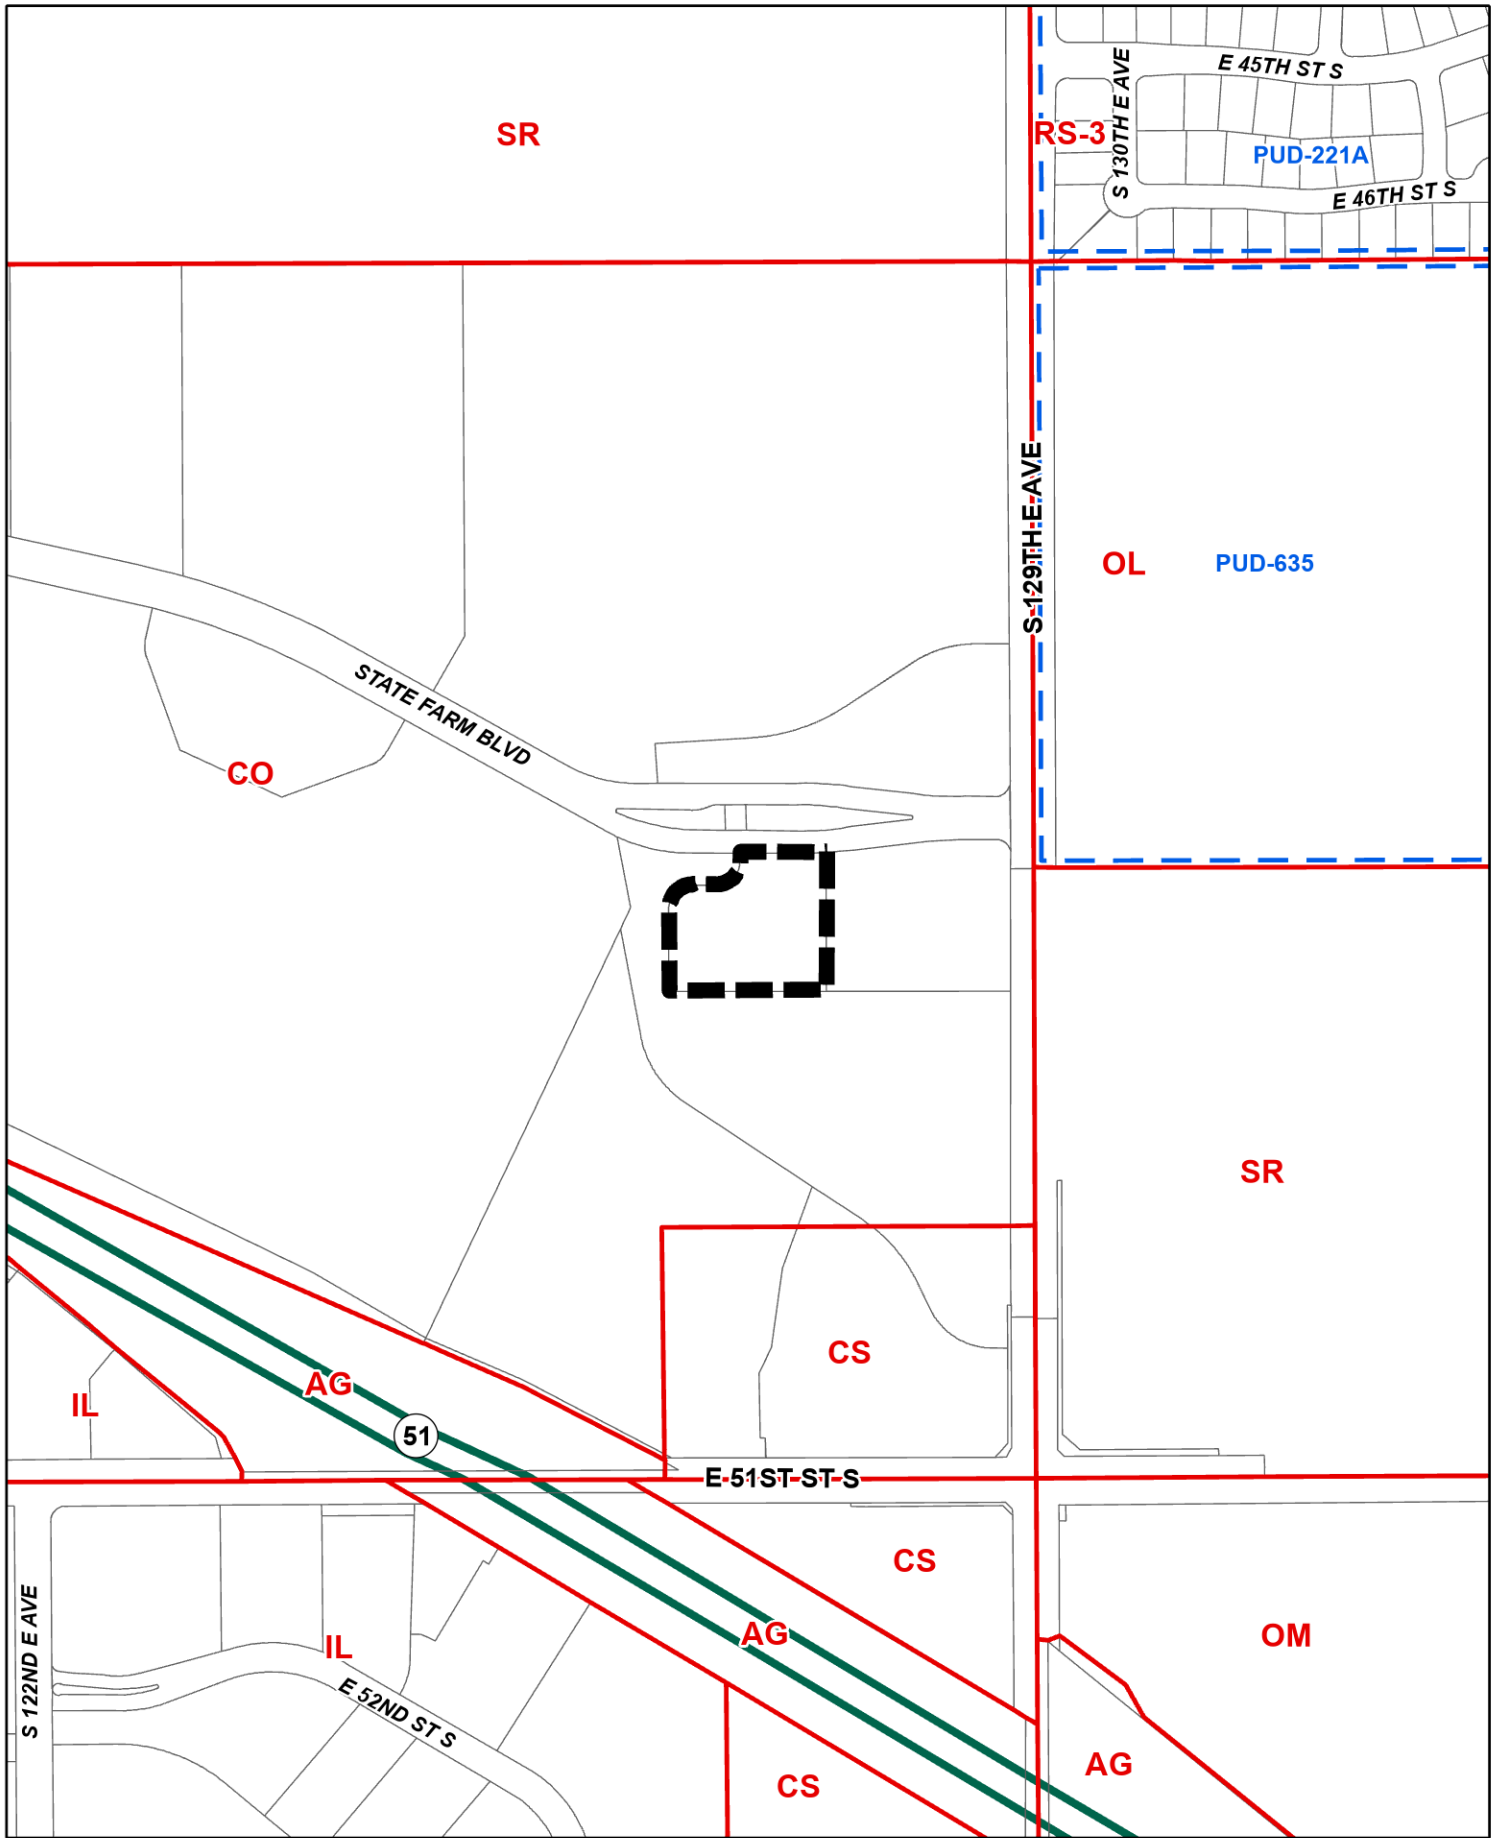 E 45TH ST S
S 130TH E AVE
SR
RS-3
PUD-221A
E 46TH ST S
S 129TH E AVE
OL
PUD-635
STATE FARM BLVD
CO
SR
CS
AG
IL
51
E 51ST ST S
CS
S 122ND E AVE
IL
AG
OM
E 52ND ST S
AG
CS